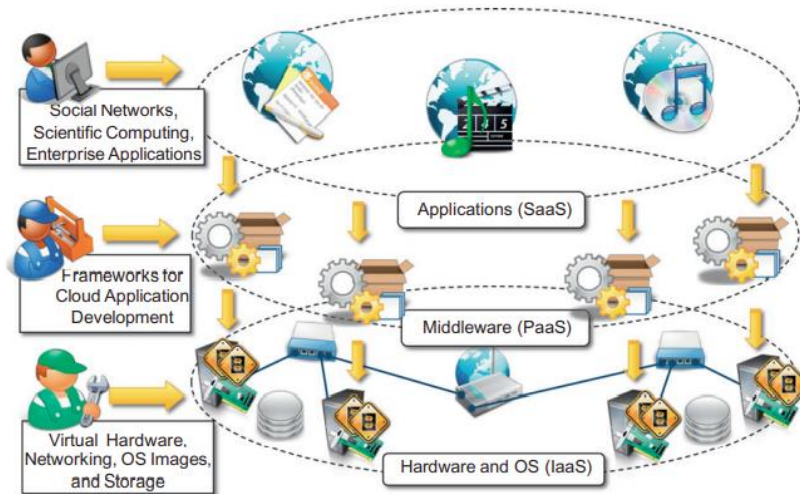 Social Networks,
Scientific Computing,
Enterprise Applications
Applications (SaaS)
Frameworks for
Cloud Application
Development
Middleware (PaaS)
Virtual Hardware,
Networking, OS Images,
and Storage
Hardware and OS (IaaS)